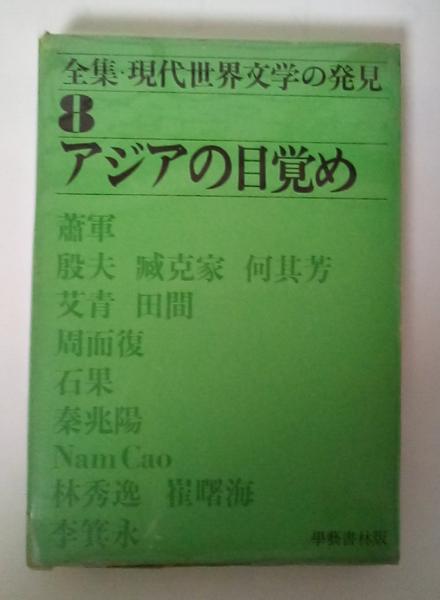 全集·現代世界文学の発見
8
アジアの目覚め
蕭軍
殷夫 臧克家 何其芳
艾青 田間
周而復
石果
秦兆陽
Nam Cao
林秀逸 崔曙海
李箕永
學藝書林版